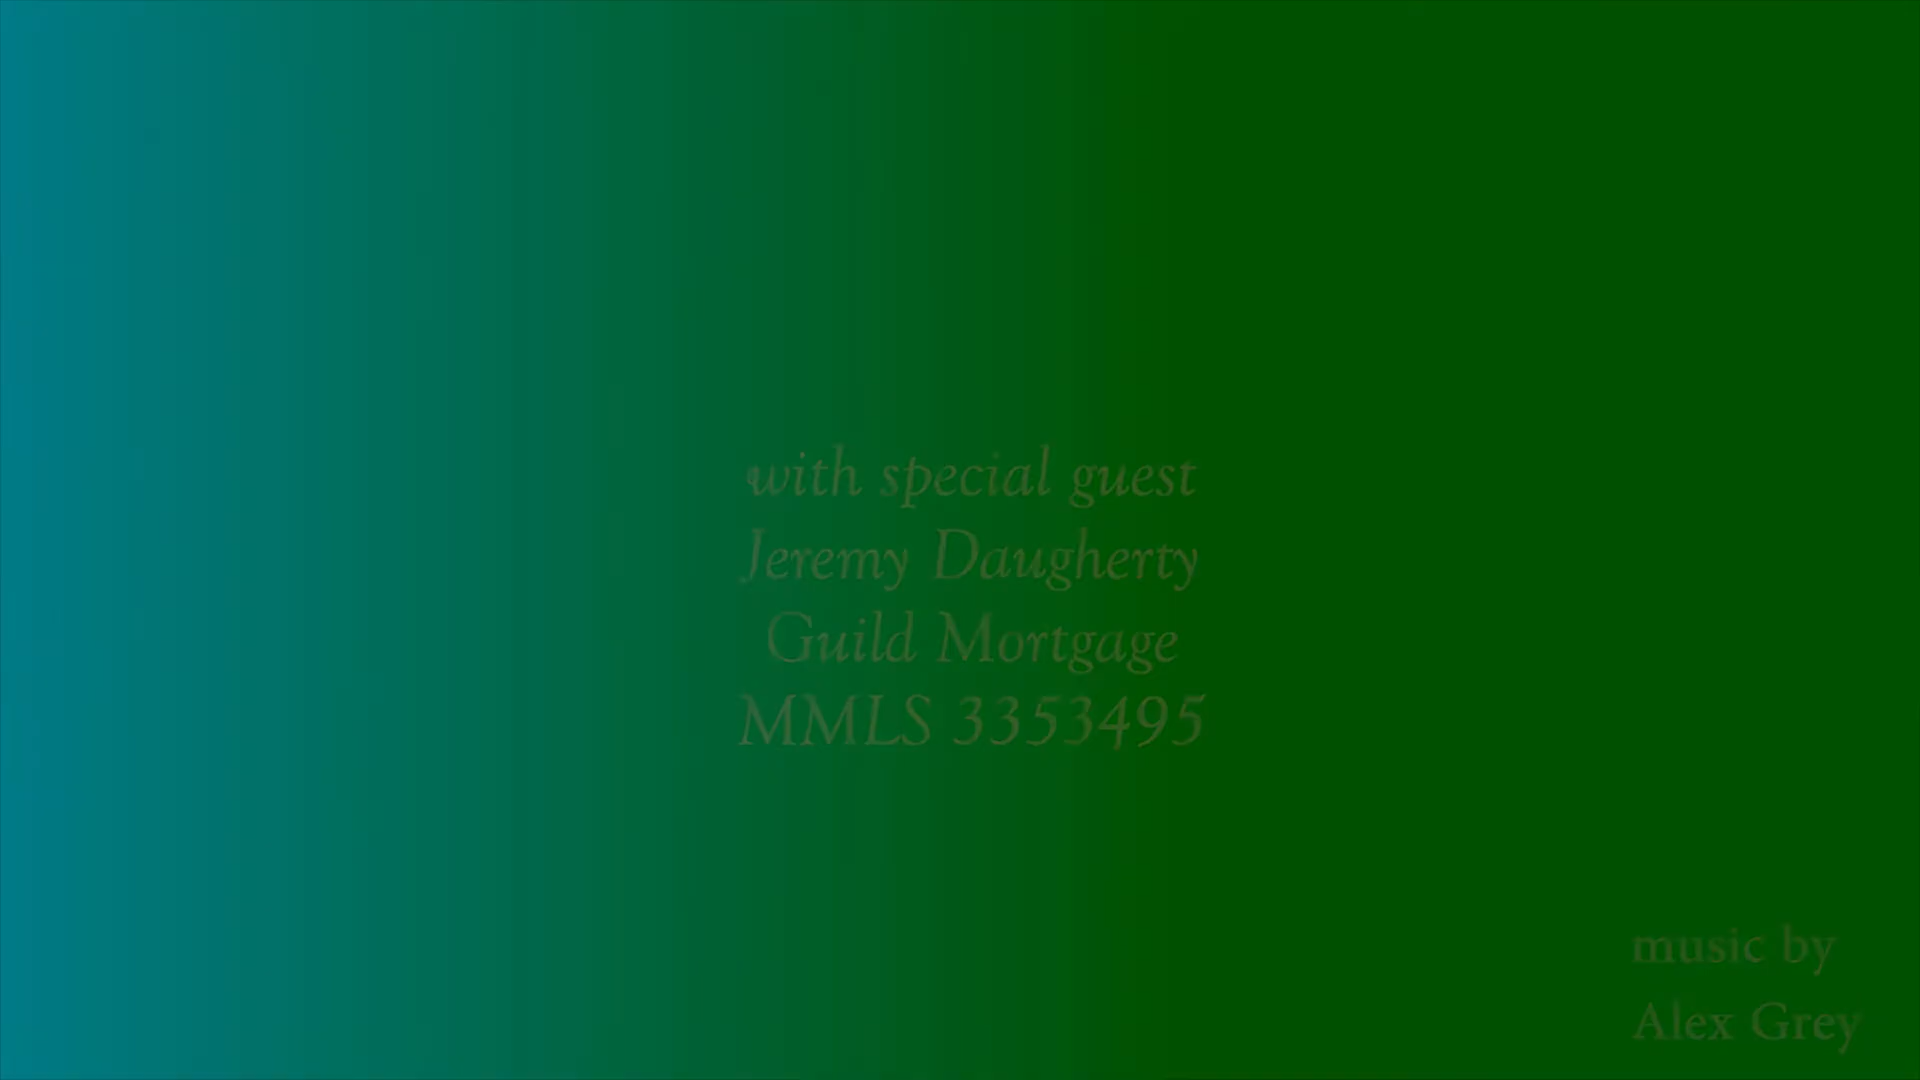 with special guest
Jeremy Daugherty
Guild Mortgage
MMLS 3353495
music by
Alex Grey